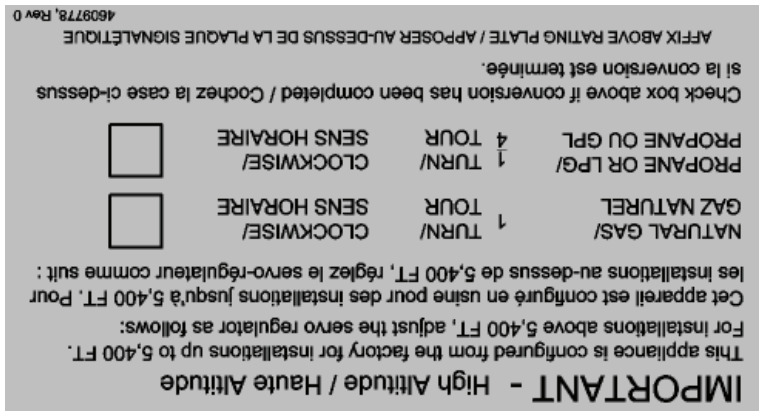 IMPORTANT - High Altitude / Haute Altitude
This appliance is configured from the factory for installations up to 5,400 FT.
For installations above 5,400 FT, adjust the servo regulator as follows:
Cet appareil est configuré en usine pour des installations jusqu'à 5,400 FT. Pour
les installations au-dessus de 5,400 FT, réglez le servo-régulateur comme suit :
NATURAL GAS/ 1 TURN/ CLOCKWISE/
GAZ NATUREL TOUR SENS HORAIRE
PROPANE OR LPG/ 1 TURN/ CLOCKWISE/
PROPANE OU GPL 4 TOUR SENS HORAIRE
Check box above if conversion has been completed / Cochez la case ci-dessus
si la conversion est terminée.
AFFIX ABOVE RATING PLATE / APPOSER AU-DESSUS DE LA PLAQUE SIGNALÉTIQUE
4609778, Rev 0